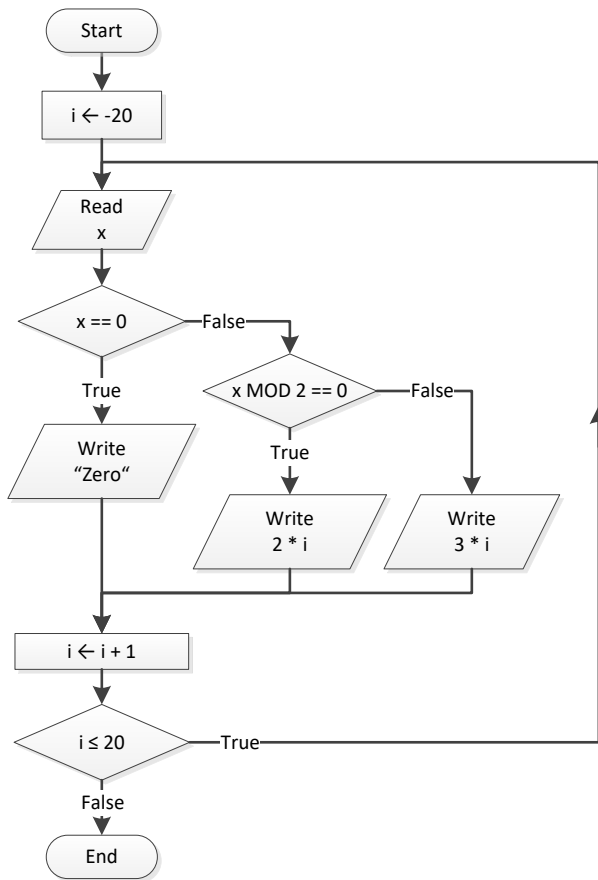 Start
i ← -20
Read
x
x == 0
False
True
x MOD 2 == 0
False
True
Write
“Zero“
Write
2 * i
Write
3 * i
i ← i + 1
i ≤ 20
True
False
End